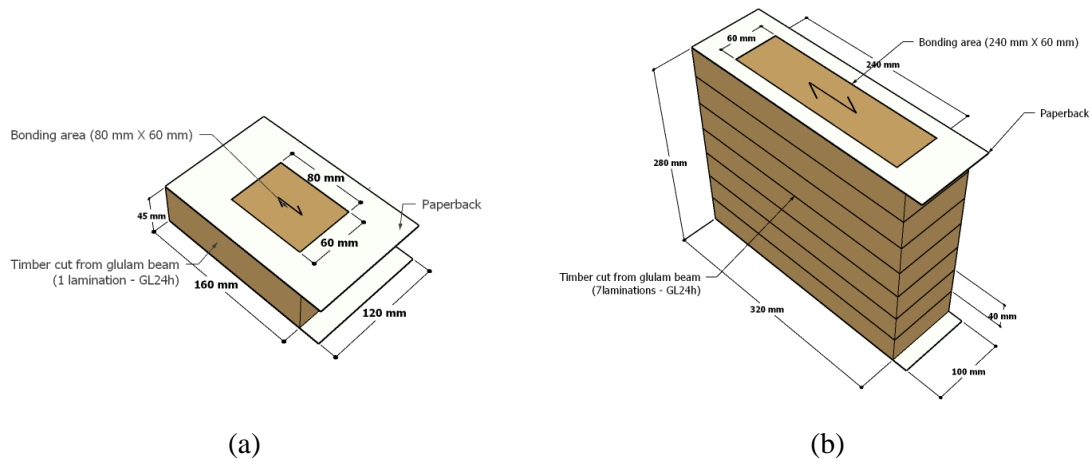 Bonding area (80 mm X 60 mm)
80 mm
Paperback
45 mm
60 mm
Timber cut from glulam beam
(1 lamination - GL24h)
160 mm
120 mm
(a)
60 mm
Bonding area (240 mm X 60 mm)
240 mm
Paperback
280 mm
Timber cut from glulam beam
(7laminations - GL24h)
320 mm
40 mm
100 mm
(b)